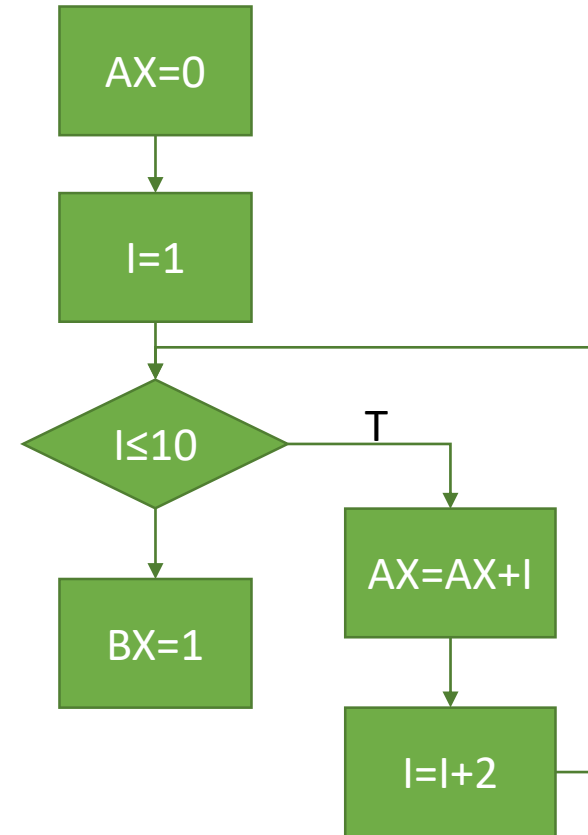 AX=0
I=1
I≤10
T
AX=AX+I
BX=1
I=I+2